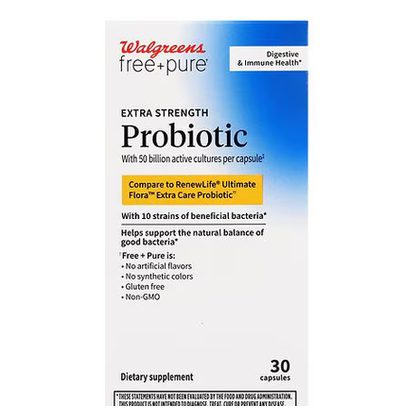 Walgreens
free+pure®
Digestive
& Immune Health*
EXTRA STRENGTH
Probiotic
With 50 billion active cultures per capsule‡
Compare to RenewLife® Ultimate
Flora™ Extra Care Probiotic™
With 10 strains of beneficial bacteria*
Helps support the natural balance of
good bacteria*
†Free + Pure is:
• No artificial flavors
• No synthetic colors
• Gluten free
• Non-GMO
Dietary supplement
30
capsules
*THESE STATEMENTS HAVE NOT BEEN EVALUATED BY THE FOOD AND DRUG ADMINISTRATION.
THIS PRODUCT IS NOT INTENDED TO DIAGNOSE, TREAT, CURE OR PREVENT ANY DISEASE.